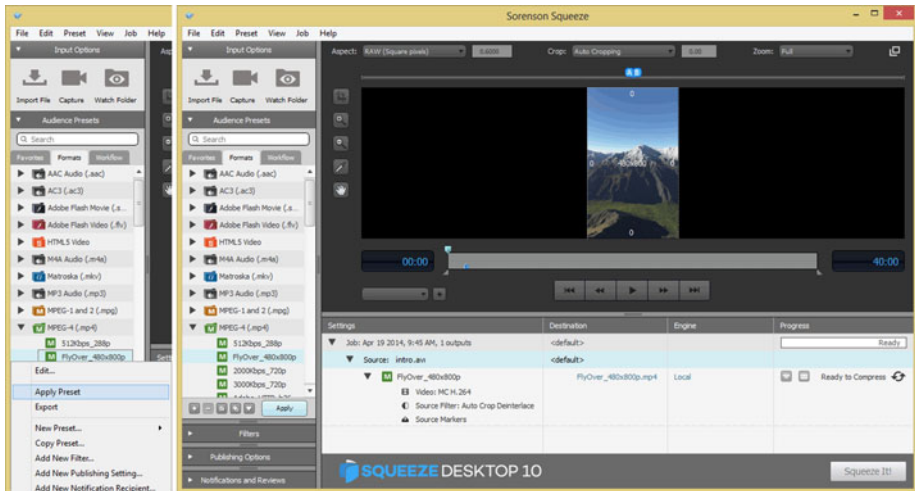 File Edit Preset View Job
Input Options
Import File Capture Watch Folder
Audience Presets
Search
Favorites Formats Workflow
AAC Audio (.aac)
AC3 (.ac3)
Adobe Flash Movie (.s...
Adobe Flash Video (.flv)
HTML5 Video
M4A Audio (.m4a)
Matroska (.mkv)
MP3 Audio (.mp3)
MPEG-1 and 2 (.mpg)
MPEG-4 (.mp4)
512Kbps_288p
FlyOver_480x800p
Edit...
Apply Preset
Export
New Preset...
Copy Preset...
Add New Filter...
Add New Publishing Setting...
Add New Notification Recipient...
Sorenson Squeeze
File Edit Preset View Job Help
Input Options
Import File Capture Watch Folder
Audience Presets
Search
Favorites Formats Workflow
AAC Audio (.aac)
AC3 (.ac3)
Adobe Flash Movie (.s...
Adobe Flash Video (.flv)
HTML5 Video
M4A Audio (.m4a)
Matroska (.mkv)
MP3 Audio (.mp3)
MPEG-1 and 2 (.mpg)
MPEG-4 (.mp4)
512Kbps_288p
FlyOver_480x800p
2000Kbps_720p
3000Kbps_720p
Apply
Filters
Publishing Options
Notifications and Reviews
Aspect: RAW (Square pixels) 0.6000 Crop: Auto Cropping 0.00 Zoom: Full
A B
0
0 480x800 0
0
00:00 40:00
Settings Destination Engine Progress
Job: Apr 19 2014, 9:45 AM, 1 outputs <default> Ready
Source: intro.avi <default>
FlyOver_480x800p FlyOver_480x800p.mp4 Local Ready to Compress
Video: MC H.264
Source Filter: Auto Crop Deinterlace
Source Markers
SQUEEZE DESKTOP 10
Squeeze It!